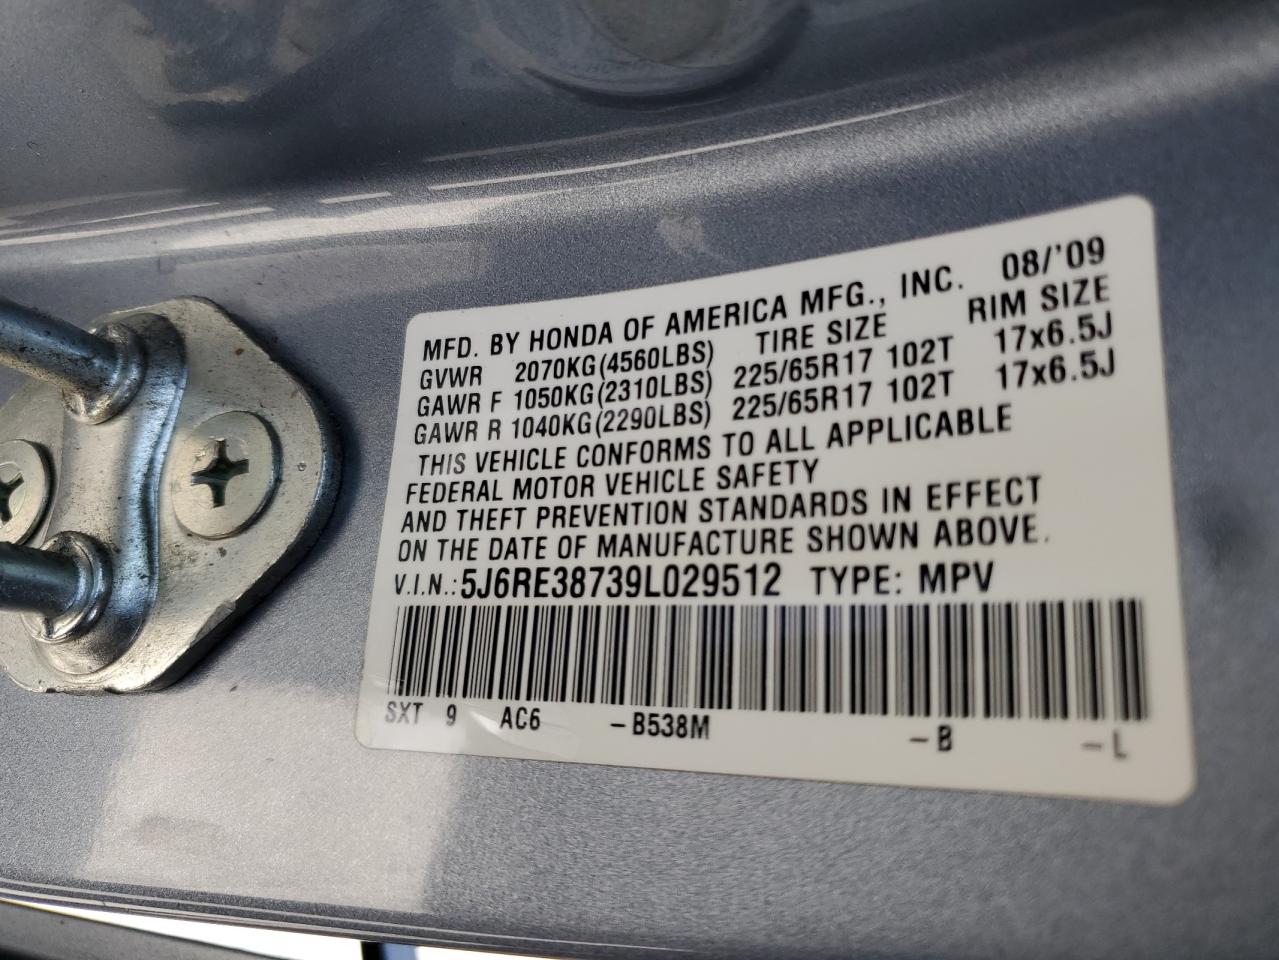 MFD. BY HONDA OF AMERICA MFG., INC. 08/'09
GVWR 2070KG(4560LBS) TIRE SIZE RIM SIZE
GAWR F 1050KG(2310LBS) 225/65R17 102T 17x6.5J
GAWR R 1040KG(2290LBS) 225/65R17 102T 17x6.5J
THIS VEHICLE CONFORMS TO ALL APPLICABLE
FEDERAL MOTOR VEHICLE SAFETY
AND THEFT PREVENTION STANDARDS IN EFFECT
ON THE DATE OF MANUFACTURE SHOWN ABOVE.
V.I.N.: 5J6RE38739L029512 TYPE: MPV
SXT 9 AC6 -B538M -B -L